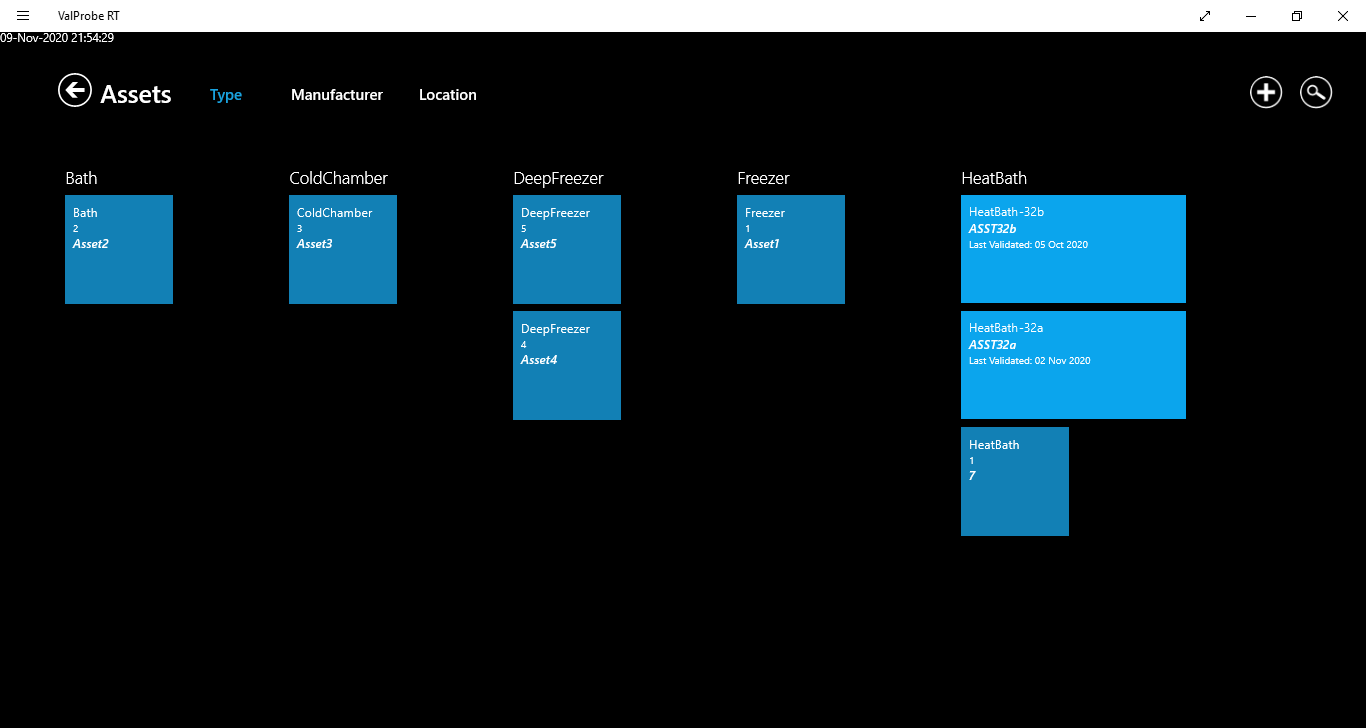 ValProbe RT
09-Nov-2020 21:54:29
Assets Type Manufacturer Location
Bath
Bath
2
Asset2
ColdChamber
ColdChamber
3
Asset3
DeepFreezer
DeepFreezer
5
Asset5
DeepFreezer
4
Asset4
Freezer
Freezer
1
Asset1
HeatBath
HeatBath-32b
ASST32b
Last Validated: 05 Oct 2020
HeatBath-32a
ASST32a
Last Validated: 02 Nov 2020
HeatBath
1
7